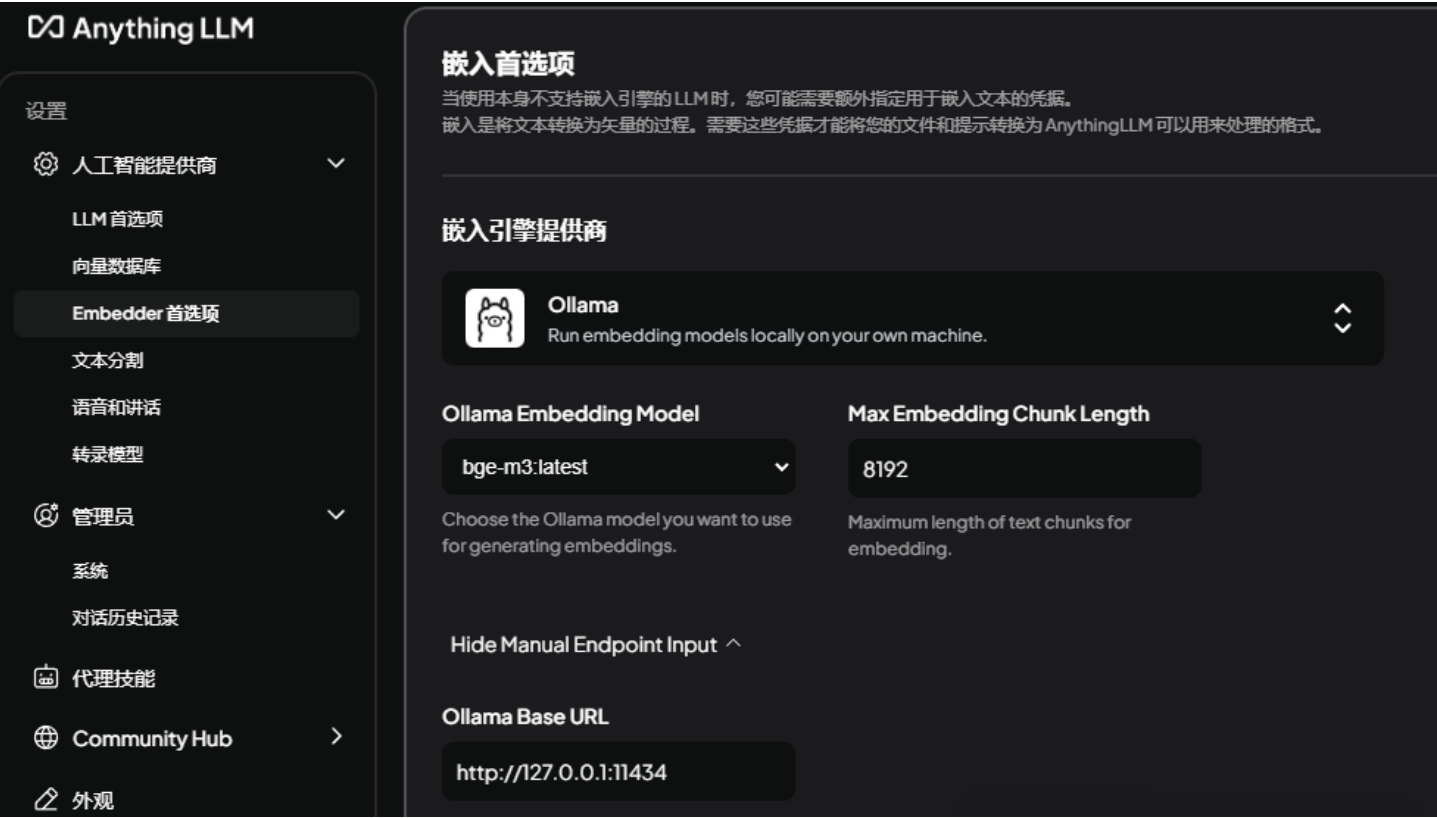 Anything LLM
设置
人工智能提供商
LLM 首选项
向量数据库
Embedder 首选项
文本分割
语音和讲话
转录模型
管理员
系统
对话历史记录
代理技能
Community Hub
外观
嵌入首选项
当使用本身不支持嵌入引擎的 LLM 时，您可能需要额外指定用于嵌入文本的凭据。
嵌入是将文本转换为矢量的过程。需要这些凭据才能将您的文件和提示转换为 AnythingLLM 可以用来处理的格式。
嵌入引擎提供商
Ollama
Run embedding models locally on your own machine.
Ollama Embedding Model
bge-m3:latest
Choose the Ollama model you want to use
for generating embeddings.
Max Embedding Chunk Length
8192
Maximum length of text chunks for
embedding.
Hide Manual Endpoint Input
Ollama Base URL
http://127.0.0.1:11434